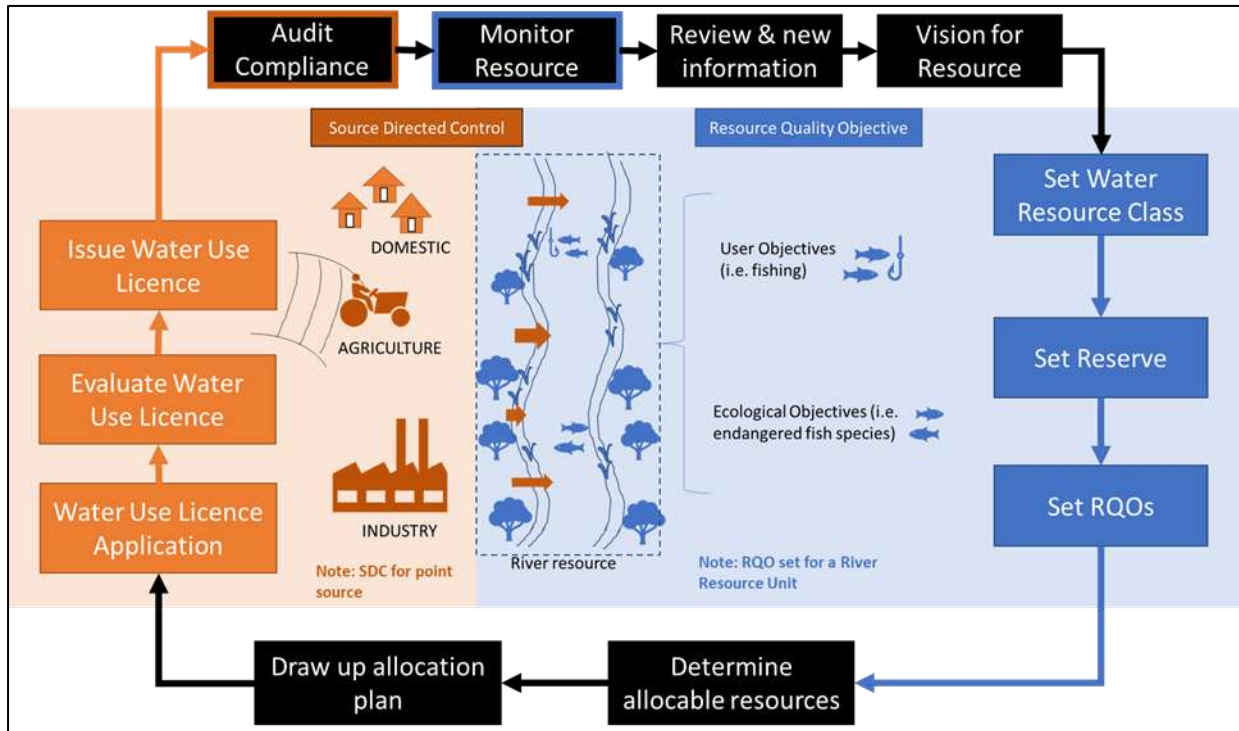 Audit
Compliance
Monitor
Resource
Review & new
information
Vision for
Resource
Source Directed Control
Resource Quality Objective
DOMESTIC
AGRICULTURE
INDUSTRY
Note: SDC for point
source
Issue Water Use
Licence
Evaluate Water
Use Licence
Water Use Licence
Application
River resource
User Objectives
(i.e. fishing)
Ecological Objectives (i.e.
endangered fish species)
Note: RQO set for a River
Resource Unit
Set Water
Resource Class
Set Reserve
Set RQOs
Draw up allocation
plan
Determine
allocable resources